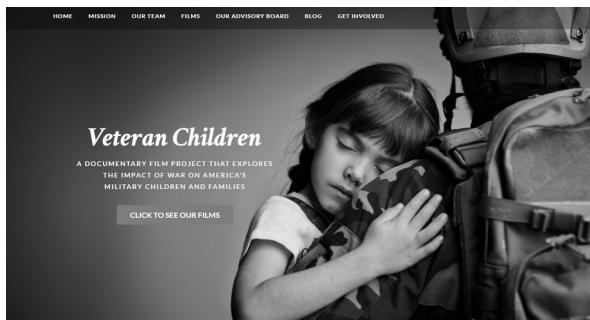 HOME MISSION OUR TEAM FILMS OUR ADVISORY BOARD BLOG GET INVOLVED
Veteran Children
A DOCUMENTARY FILM PROJECT THAT EXPLORES
THE IMPACT OF WAR ON AMERICA'S
MILITARY CHILDREN AND FAMILIES
CLICK TO SEE OUR FILMS